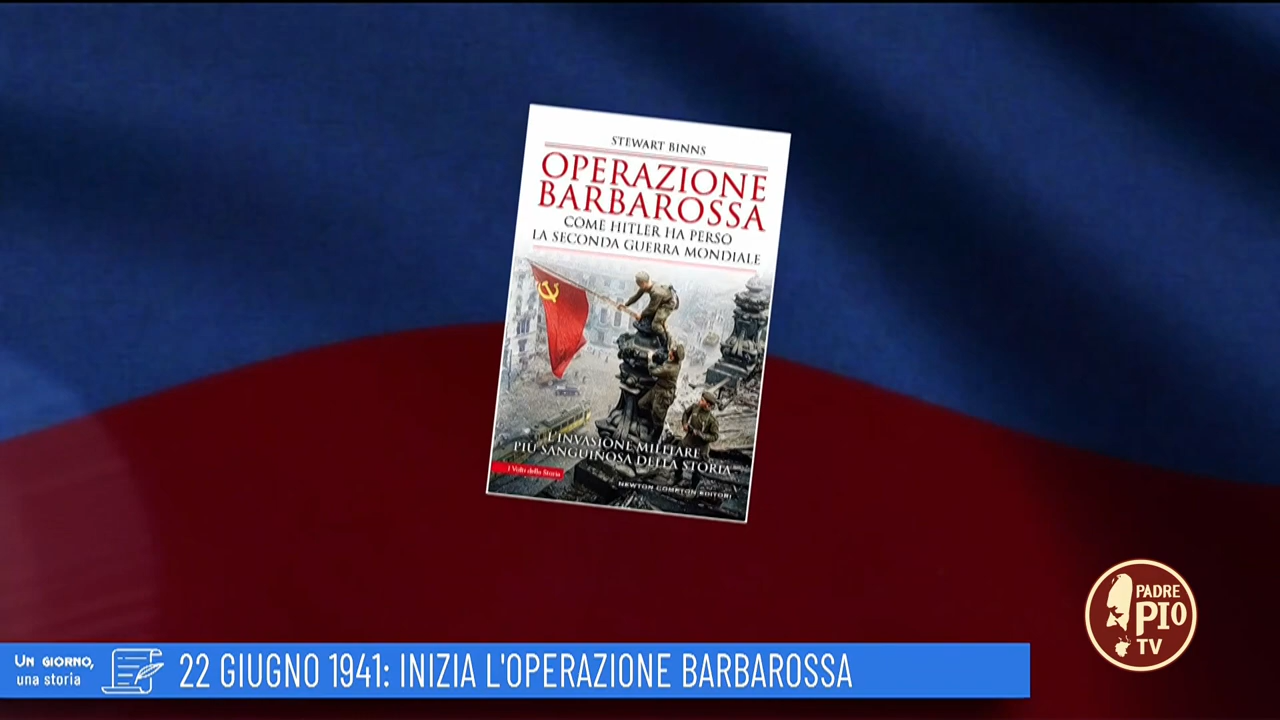 STEWART BINNS
OPERAZIONE
BARBAROSSA
COME HITLER HA PERSO
LA SECONDA GUERRA MONDIALE
L'INVASIONE MILITARE
PIÙ SANGUINOSA DELLA STORIA
I Volti della Storia
NEWTON COMPTON EDITORI
PADRE
PIO
TV
Un giorno,
una storia
22 GIUGNO 1941: INIZIA L'OPERAZIONE BARBAROSSA